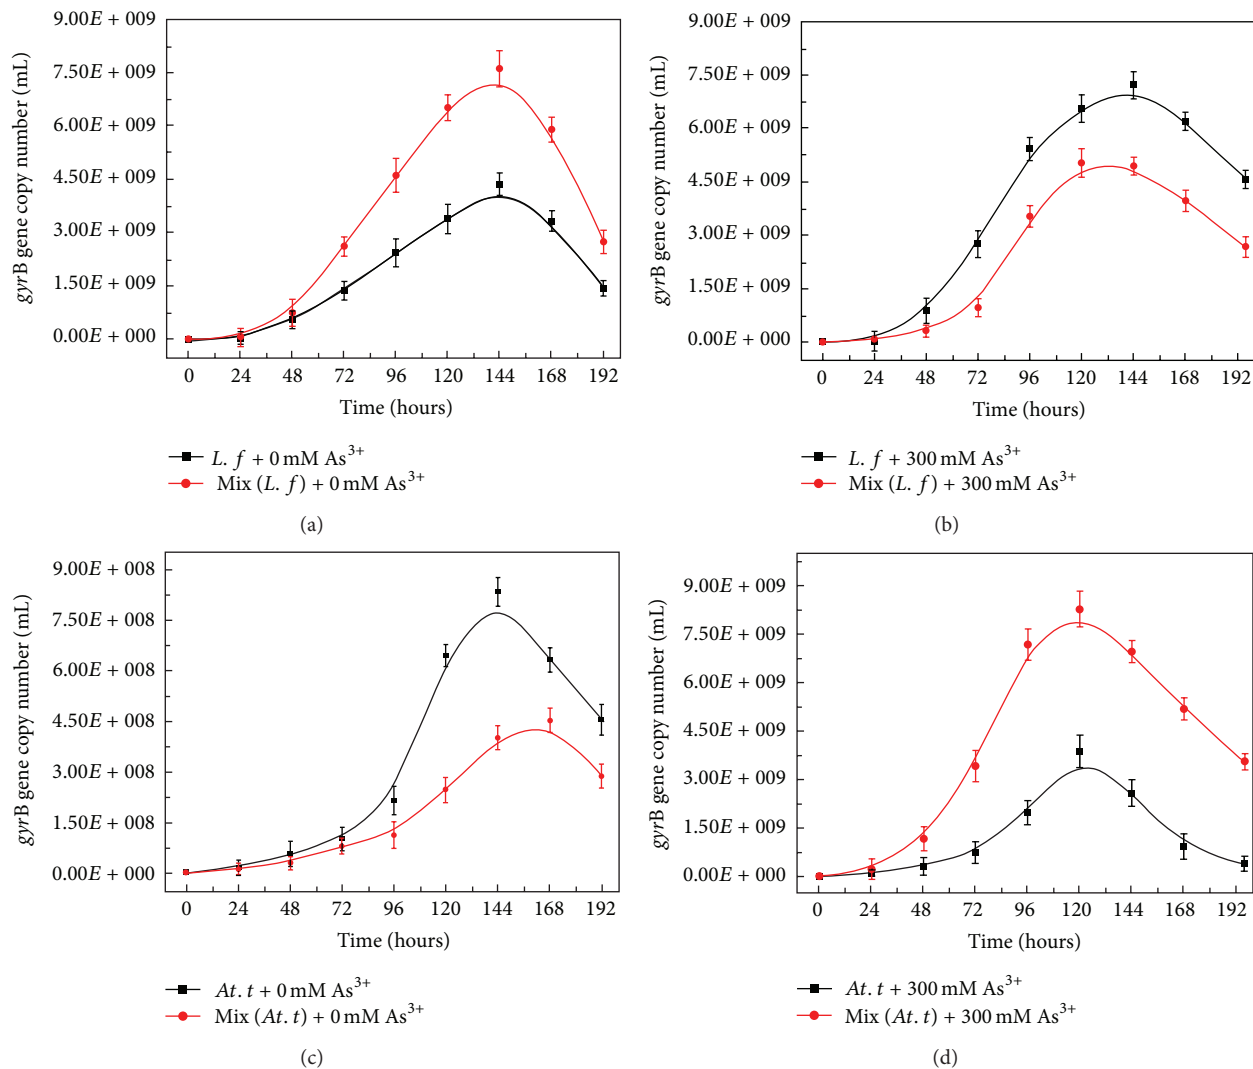 9.00E + 009
7.50E + 009
6.00E + 009
4.50E + 009
3.00E + 009
1.50E + 009
0.00E + 000
gyrB gene copy number (mL)
0 24 48 72 96 120 144 168 192
Time (hours)
L. f + 0 mM As³⁺
Mix (L. f) + 0 mM As³⁺
(a)
9.00E + 009
7.50E + 009
6.00E + 009
4.50E + 009
3.00E + 009
1.50E + 009
0.00E + 000
gyrB gene copy number (mL)
0 24 48 72 96 120 144 168 192
Time (hours)
L. f + 300 mM As³⁺
Mix (L. f) + 300 mM As³⁺
(b)
9.00E + 008
7.50E + 008
6.00E + 008
4.50E + 008
3.00E + 008
1.50E + 008
0.00E + 000
gyrB gene copy number (mL)
0 24 48 72 96 120 144 168 192
Time (hours)
At. t + 0 mM As³⁺
Mix (At. t) + 0 mM As³⁺
(c)
9.00E + 009
7.50E + 009
6.00E + 009
4.50E + 009
3.00E + 009
1.50E + 009
0.00E + 000
gyrB gene copy number (mL)
0 24 48 72 96 120 144 168 192
Time (hours)
At. t + 300 mM As³⁺
Mix (At. t) + 300 mM As³⁺
(d)